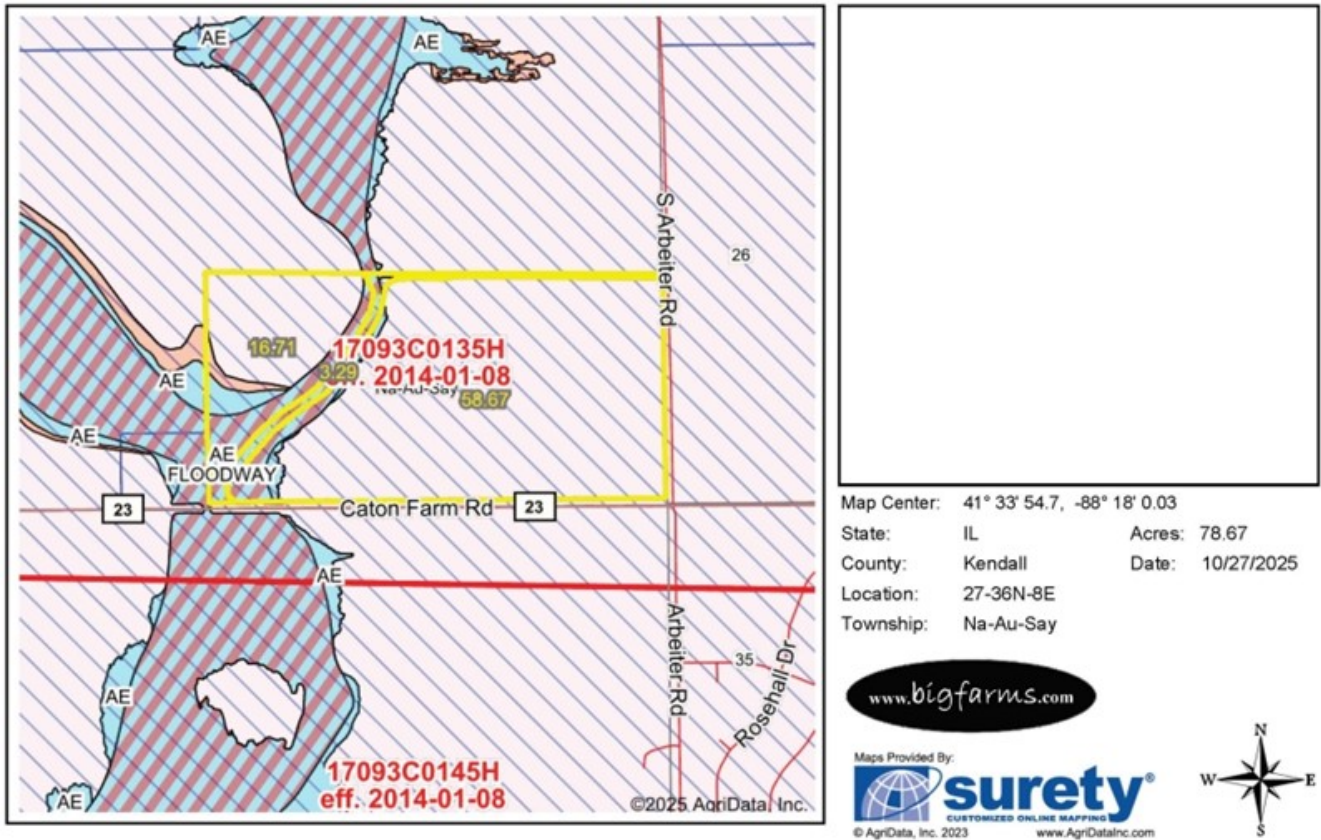 AE
AE
S Arbeiter Rd
26
16.71
17093C0135H
3.29
eff. 2014-01-08
Na-Au-Say
58.67
AE
AE
AE
FLOODWAY
23
Caton Farm Rd
23
AE
Arbeiter Rd
35
Rosehall Dr
AE
17093C0145H
eff. 2014-01-08
AE
©2025 AgriData, Inc.
Map Center: 41° 33' 54.7, -88° 18' 0.03
State: IL Acres: 78.67
County: Kendall Date: 10/27/2025
Location: 27-36N-8E
Township: Na-Au-Say
www.bigfarms.com
Maps Provided By:
surety®
CUSTOMIZED ONLINE MAPPING
© AgriData, Inc. 2023 www.AgriDataInc.com
N
W E
S